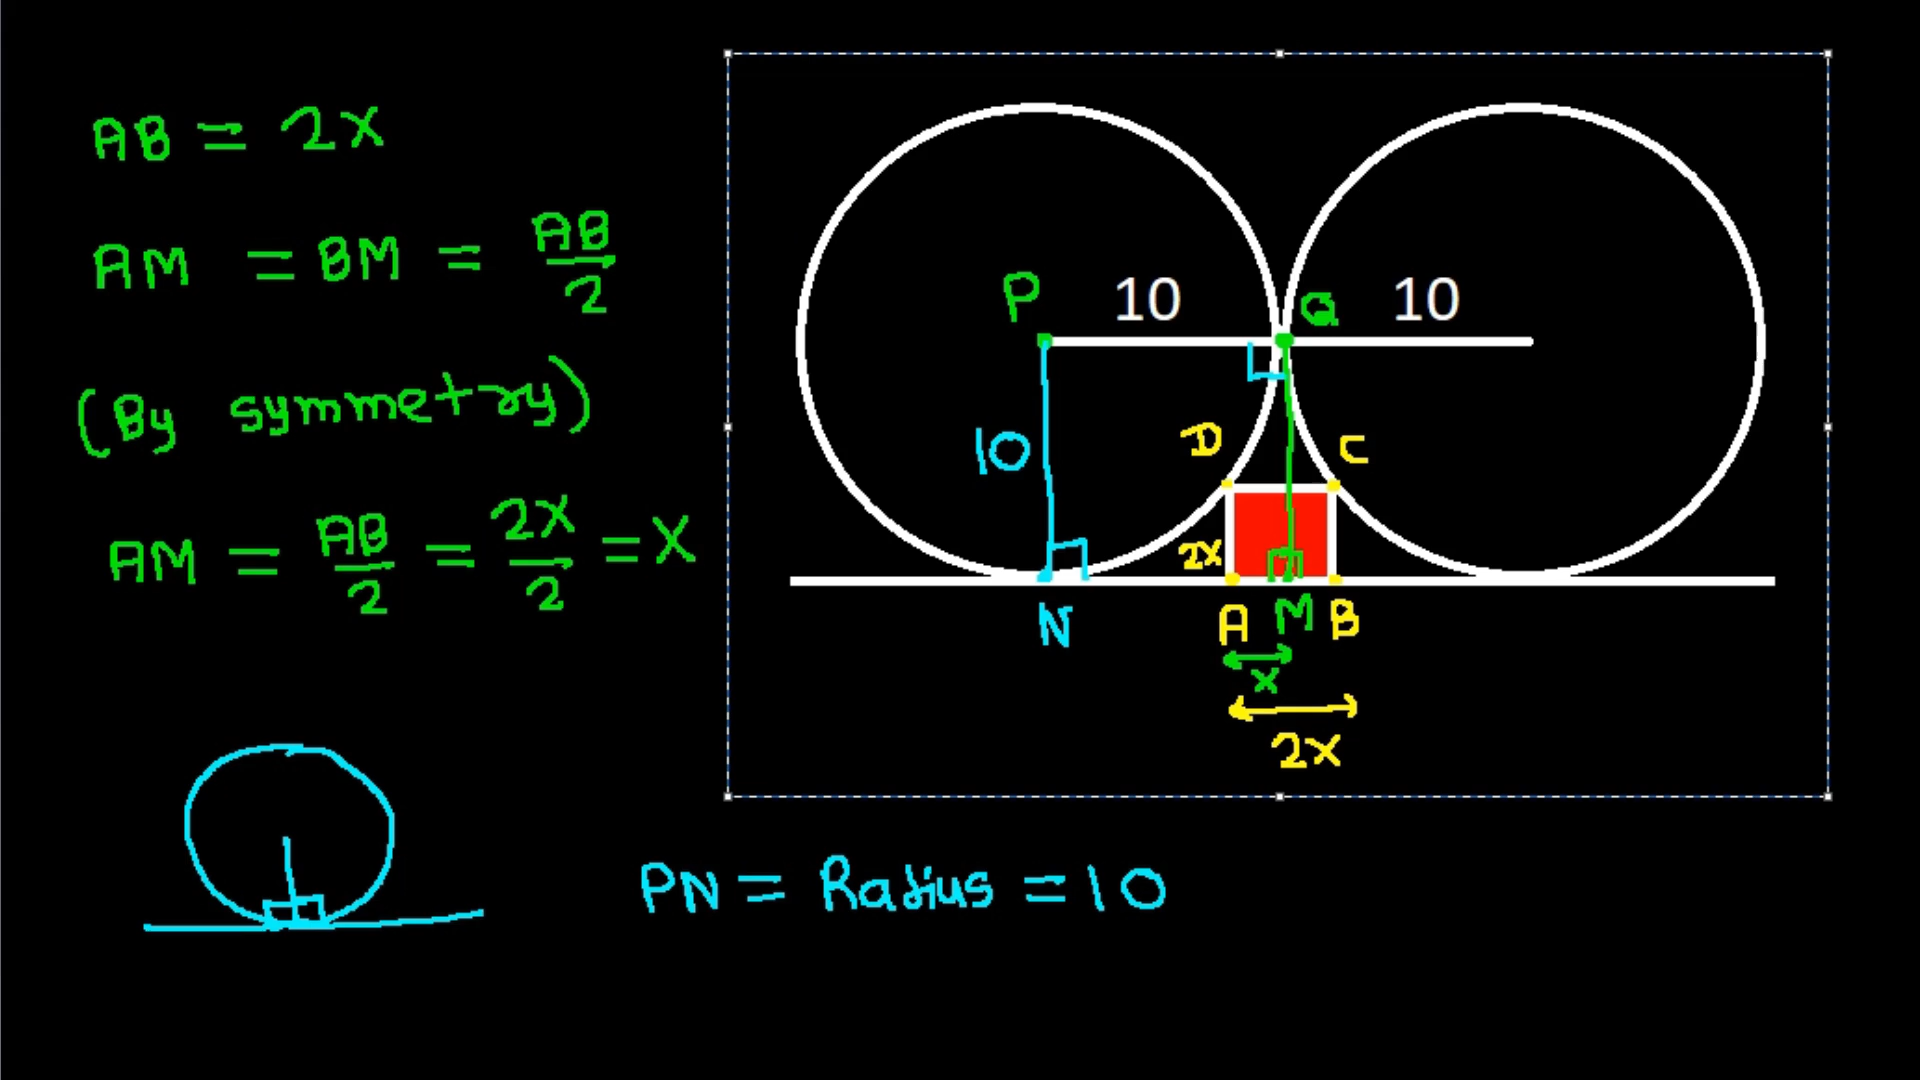 AB = 2x
AM = BM = AB/2
(By symmetry)
AM = AB/2 = 2x/2 = x
P 10 Q 10
10 D C
2x
N A M B
x
2x
PN = Radius = 10